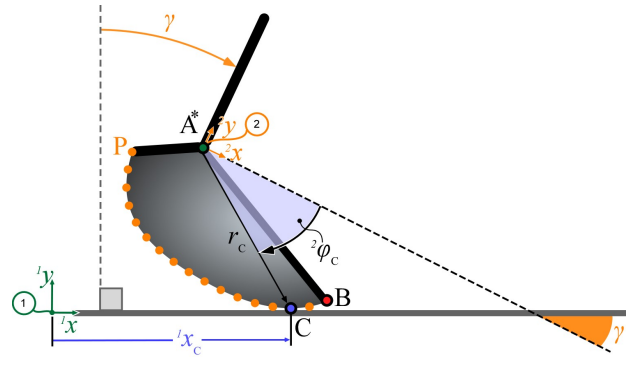 γ
A*
2
²y
P
²x
r_C
²φ_C
¹y
B
1
¹x
C
γ
¹x_C